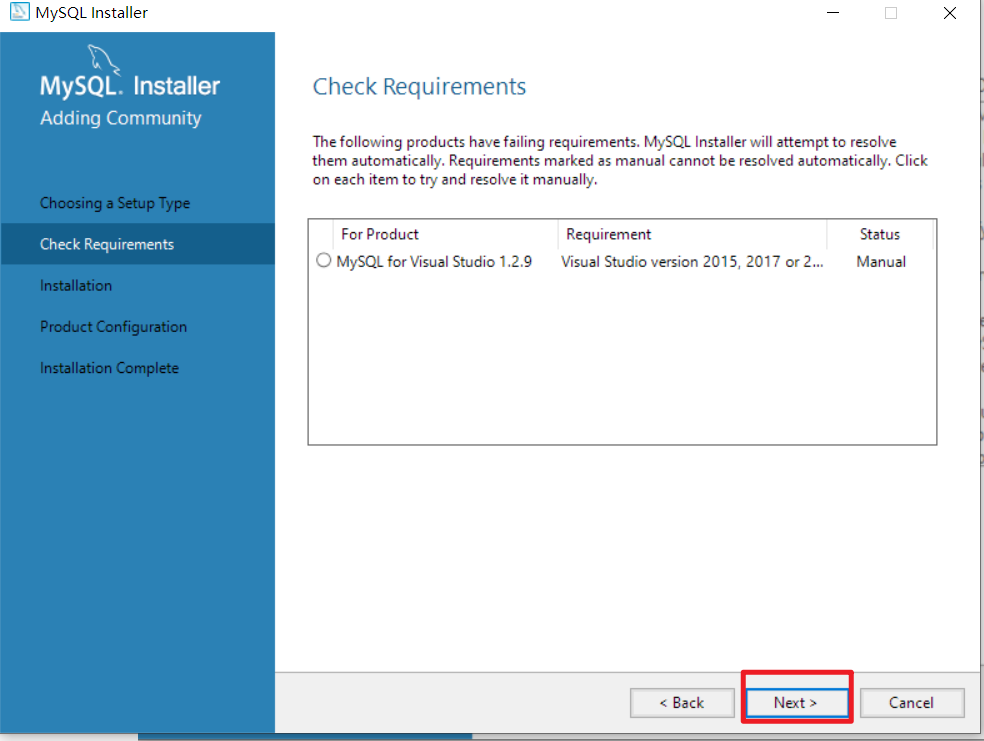 MySQL Installer
MySQL. Installer
Adding Community
Choosing a Setup Type
Check Requirements
Installation
Product Configuration
Installation Complete
Check Requirements
The following products have failing requirements. MySQL Installer will attempt to resolve
them automatically. Requirements marked as manual cannot be resolved automatically. Click
on each item to try and resolve it manually.
For Product Requirement Status
MySQL for Visual Studio 1.2.9 Visual Studio version 2015, 2017 or 2... Manual
< Back Next > Cancel